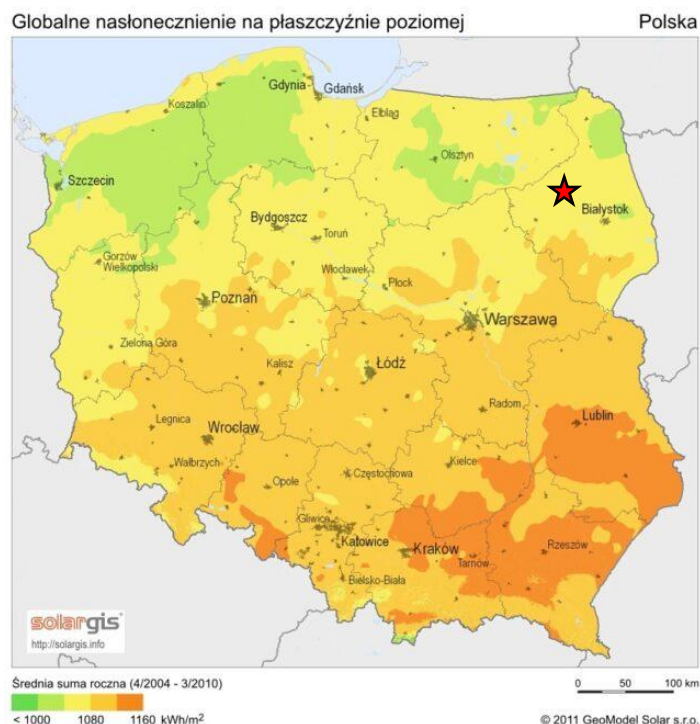 Globalne nasłonecznienie na płaszczyźnie poziomej Polska
Gdynia
Gdańsk
Koszalin
Elbląg
Olsztyn
Szczecin
Białystok
Bydgoszcz
Toruń
Gorzów
Wielkopolski
Włocławek
Płock
Poznań
Warszawa
Zielona Góra
Kalisz
Łódź
Radom
Legnica
Wrocław
Lublin
Wałbrzych
Opole
Częstochowa
Kielce
Gliwice
Katowice
Kraków
Tarnów
Rzeszów
Bielsko-Biała
solargis
http://solargis.info
Średnia suma roczna (4/2004 - 3/2010)
0 50 100 km
< 1000 1080 1160 kWh/m²
© 2011 GeoModel Solar s.r.o.